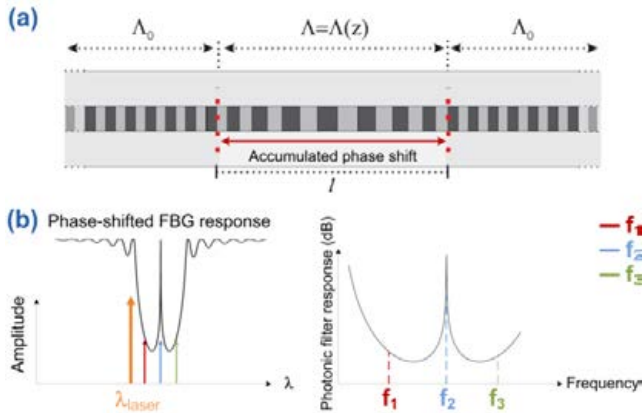 (a)
Λ₀
Λ=Λ(z)
Λ₀
Accumulated phase shift
l
(b)
Phase-shifted FBG response
Amplitude
λ_laser
λ
Photonic filter response (dB)
f₁
f₂
f₃
Frequency
f₁
f₂
f₃